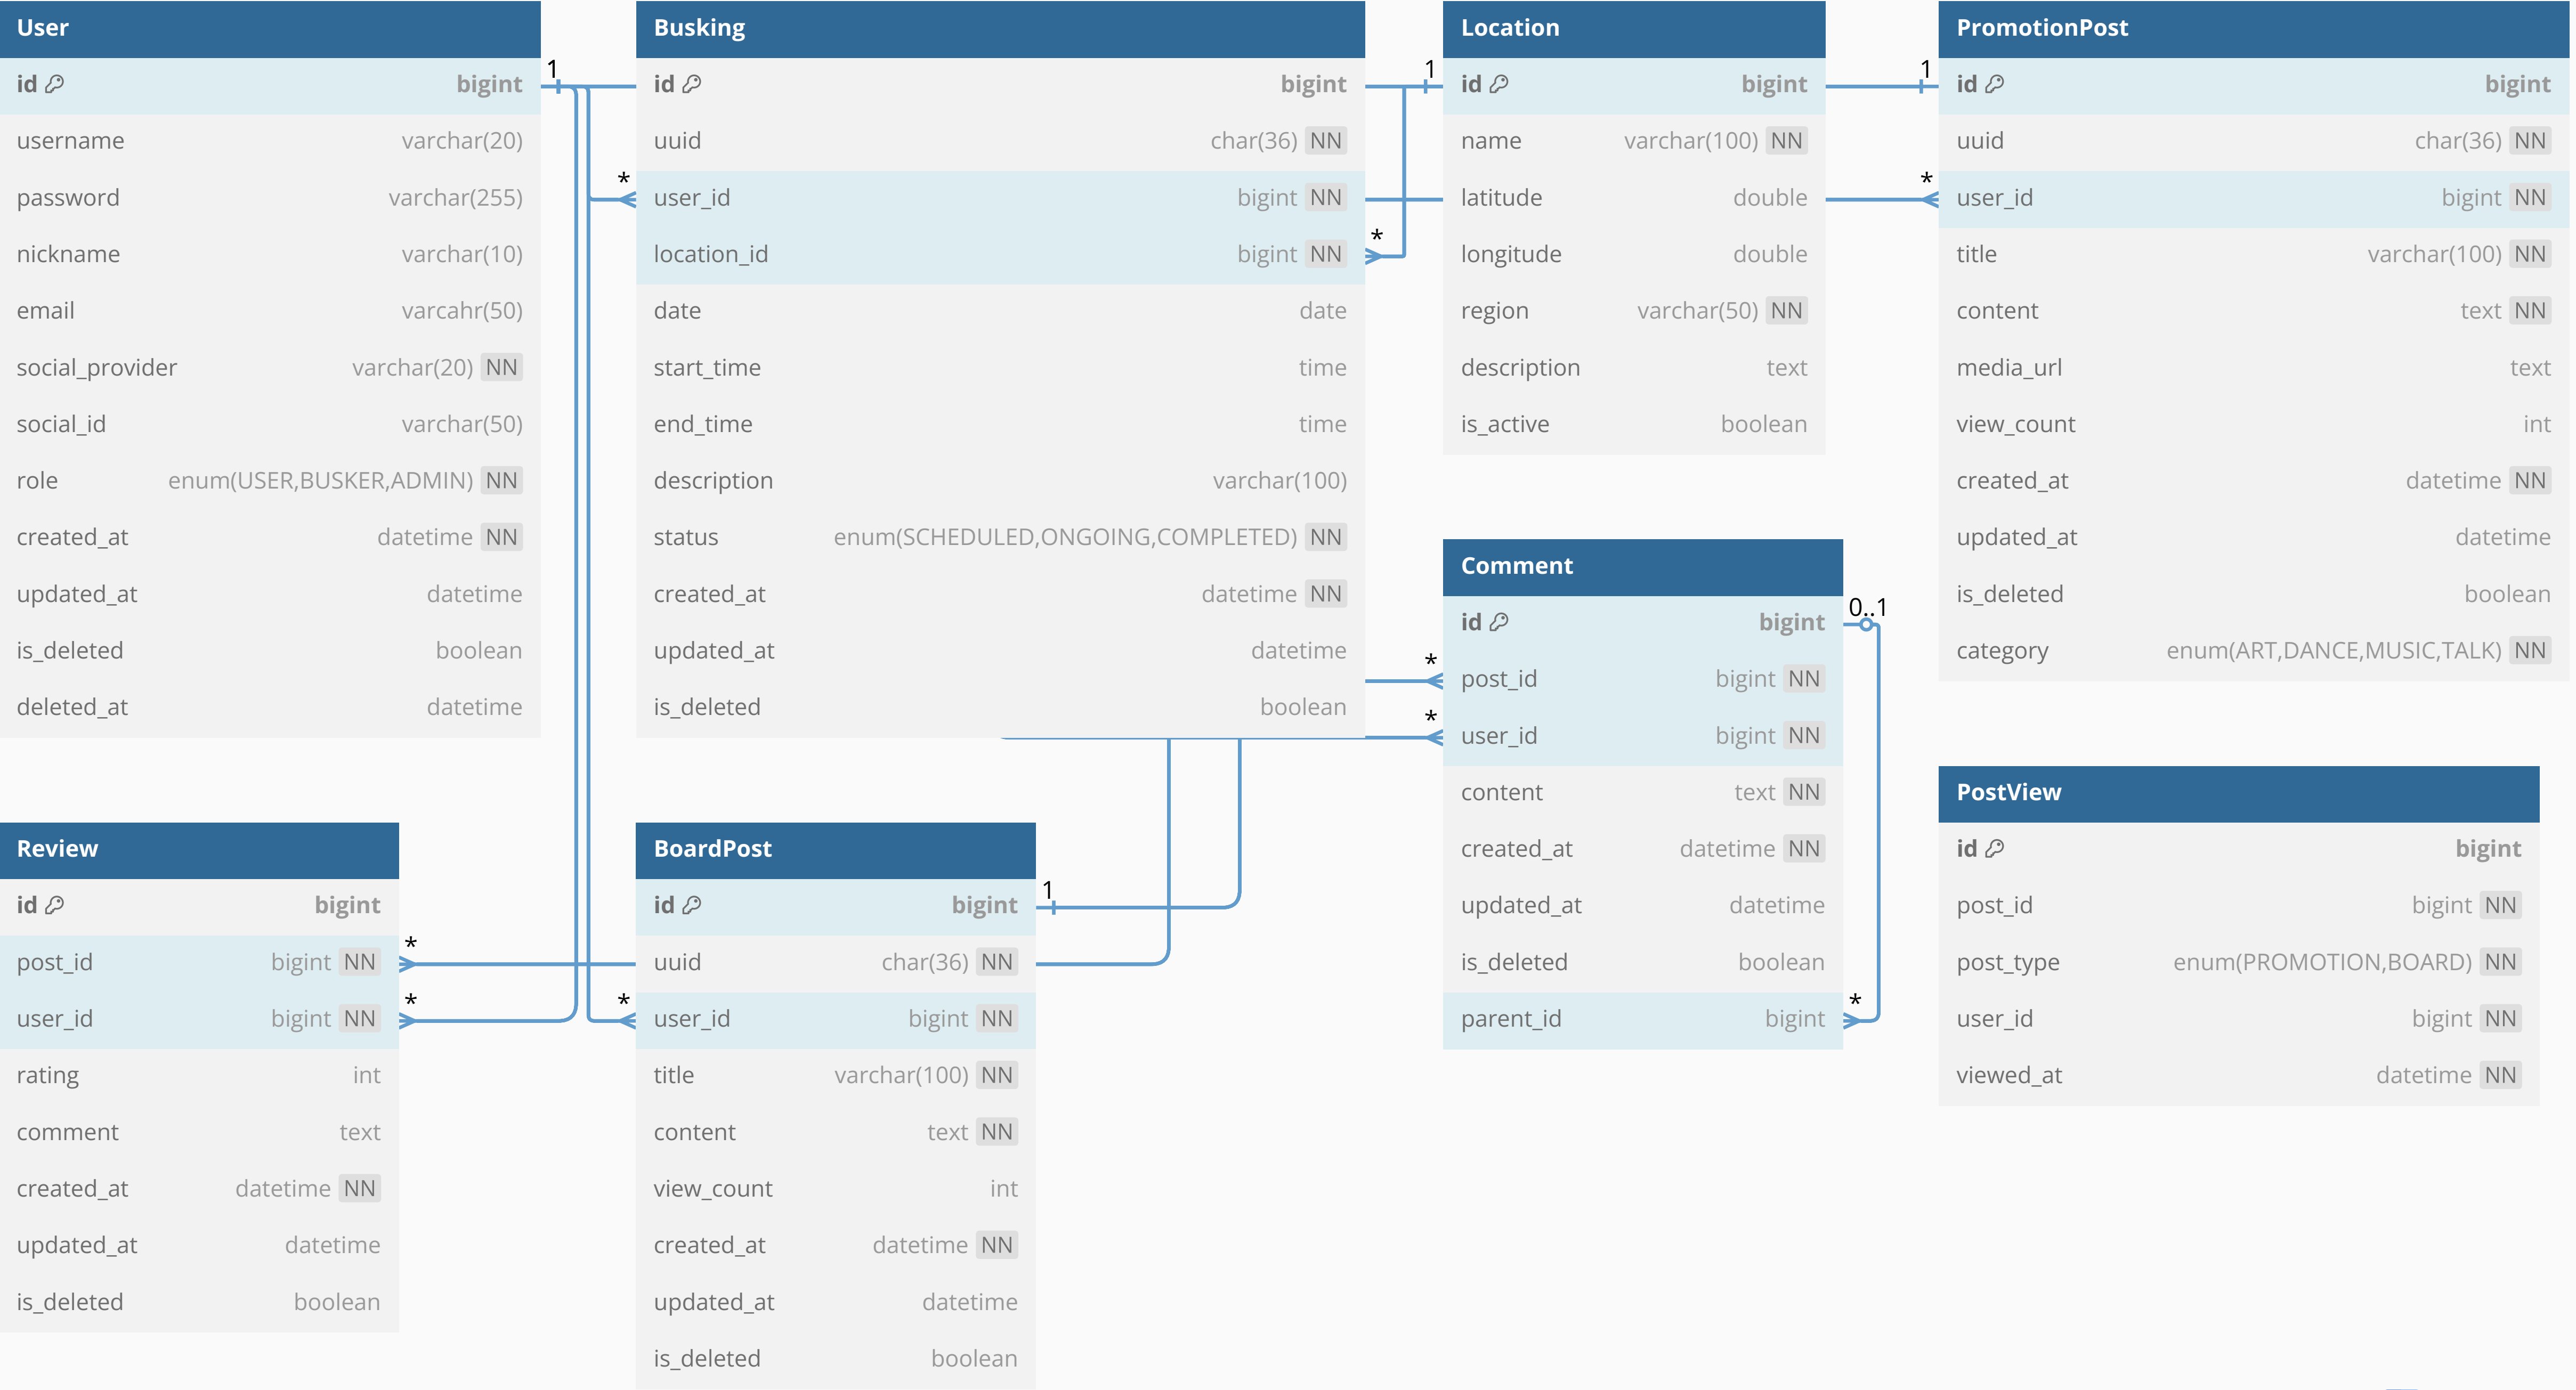 User
id bigint
username varchar(20)
password varchar(255)
nickname varchar(10)
email varcahr(50)
social_provider varchar(20) NN
social_id varchar(50)
role enum(USER,BUSKER,ADMIN) NN
created_at datetime NN
updated_at datetime
is_deleted boolean
deleted_at datetime
1
Busking
id bigint
uuid char(36) NN
* user_id bigint NN
location_id bigint NN *
date date
start_time time
end_time time
description varchar(100)
status enum(SCHEDULED,ONGOING,COMPLETED) NN
created_at datetime NN
updated_at datetime
is_deleted boolean
1
Location
id bigint
name varchar(100) NN
latitude double
longitude double
region varchar(50) NN
description text
is_active boolean
1
PromotionPost
id bigint
uuid char(36) NN
* user_id bigint NN
title varchar(100) NN
content text NN
media_url text
view_count int
created_at datetime NN
updated_at datetime
is_deleted boolean
category enum(ART,DANCE,MUSIC,TALK) NN
Comment
id bigint 0..1
* post_id bigint NN
* user_id bigint NN
content text NN
created_at datetime NN
updated_at datetime
is_deleted boolean
parent_id bigint *
PostView
id bigint
post_id bigint NN
post_type enum(PROMOTION,BOARD) NN
user_id bigint NN
viewed_at datetime NN
Review
id bigint
post_id bigint NN *
user_id bigint NN *
rating int
comment text
created_at datetime NN
updated_at datetime
is_deleted boolean
BoardPost
id bigint 1
uuid char(36) NN
* user_id bigint NN
title varchar(100) NN
content text NN
view_count int
created_at datetime NN
updated_at datetime
is_deleted boolean